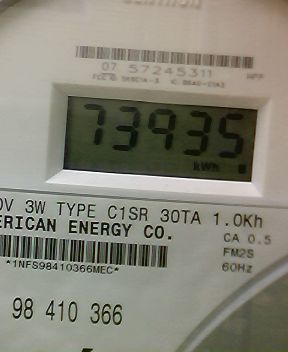 07 57245311
73935
kWh
V 3W TYPE C1SR 30TA 1.0Kh
ERICAN ENERGY CO.
CA 0.5
FM2S
60Hz
*1NFS98410366MEC*
98 410 366